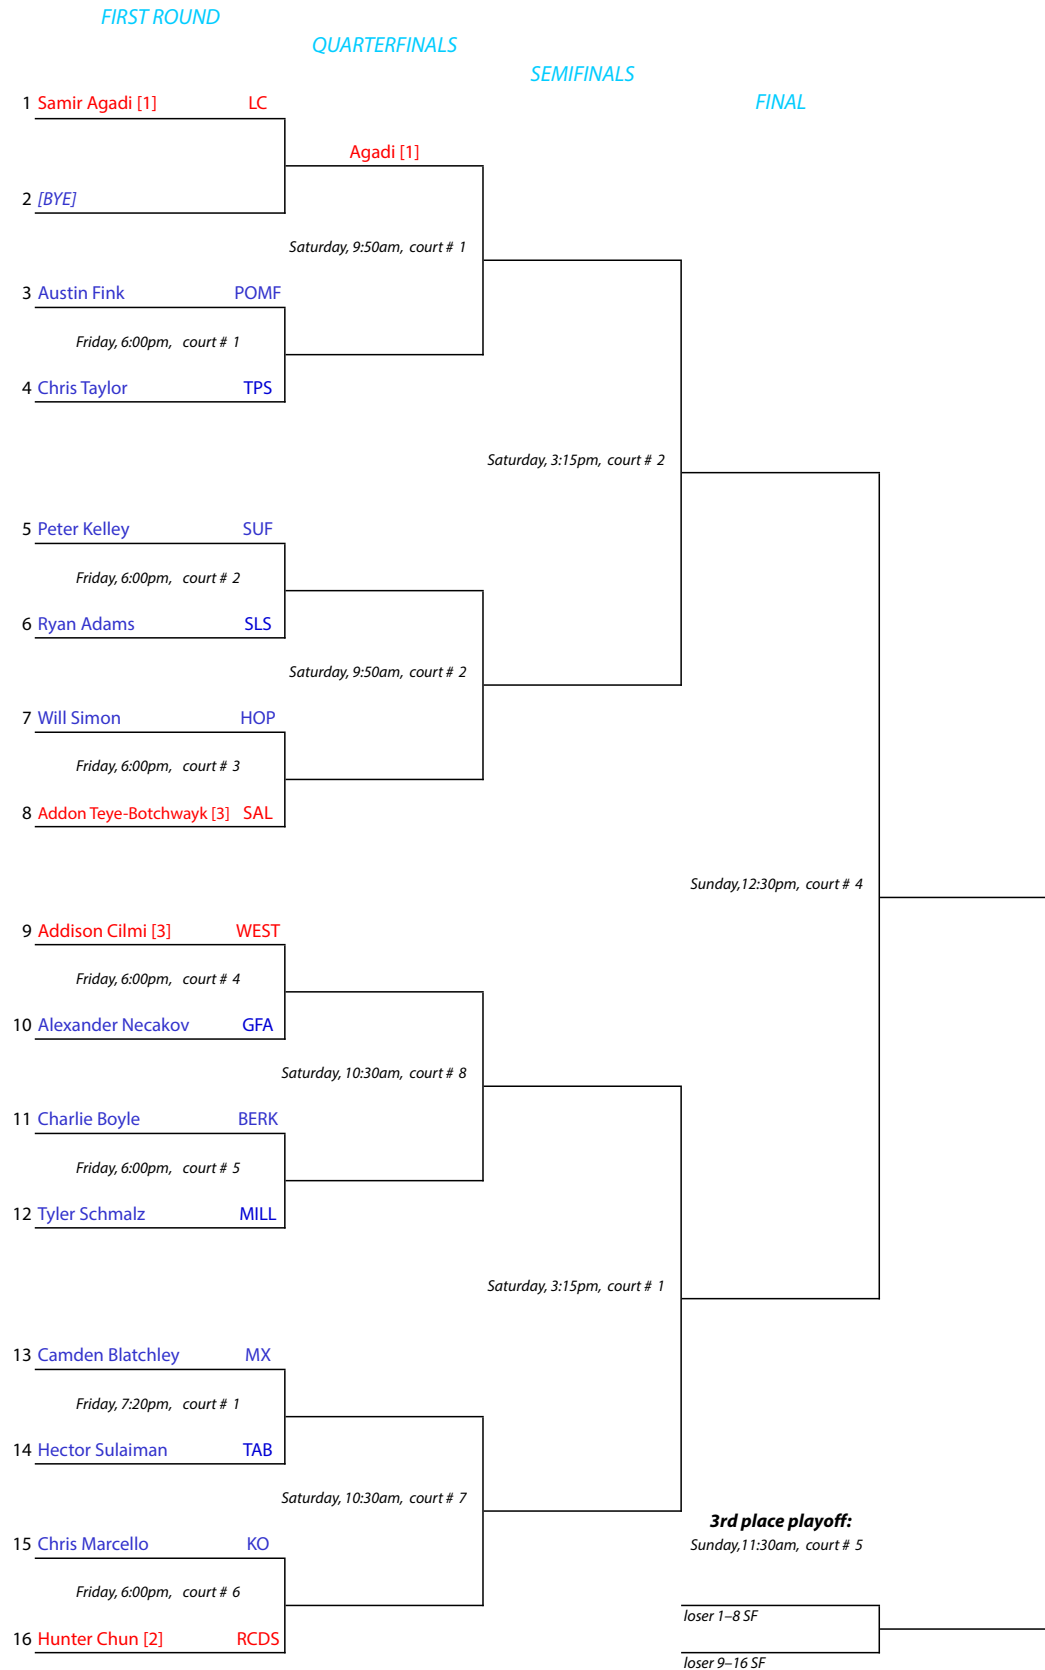 FIRST ROUND
QUARTERFINALS
SEMIFINALS
FINAL
1 Samir Agadi [1] LC
Agadi [1]
2 [BYE]
Saturday, 9:50am, court # 1
3 Austin Fink POMF
Friday, 6:00pm, court # 1
4 Chris Taylor TPS
Saturday, 3:15pm, court # 2
5 Peter Kelley SUF
Friday, 6:00pm, court # 2
6 Ryan Adams SLS
Saturday, 9:50am, court # 2
7 Will Simon HOP
Friday, 6:00pm, court # 3
8 Addon Teye-Botchwayk [3] SAL
Sunday,12:30pm, court # 4
9 Addison Cilmi [3] WEST
Friday, 6:00pm, court # 4
10 Alexander Necakov GFA
Saturday, 10:30am, court # 8
11 Charlie Boyle BERK
Friday, 6:00pm, court # 5
12 Tyler Schmalz MILL
Saturday, 3:15pm, court # 1
13 Camden Blatchley MX
Friday, 7:20pm, court # 1
14 Hector Sulaiman TAB
Saturday, 10:30am, court # 7
3rd place playoff:
15 Chris Marcello KO
Sunday,11:30am, court # 5
Friday, 6:00pm, court # 6
loser 1–8 SF
16 Hunter Chun [2] RCDS
loser 9–16 SF